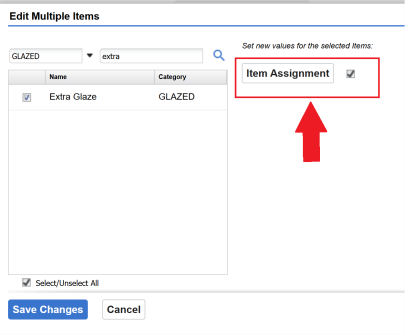 Edit Multiple Items
Set new values for the selected Items:
GLAZED extra
Item Assignment
Name Category
Extra Glaze GLAZED
Select/Unselect All
Save Changes Cancel